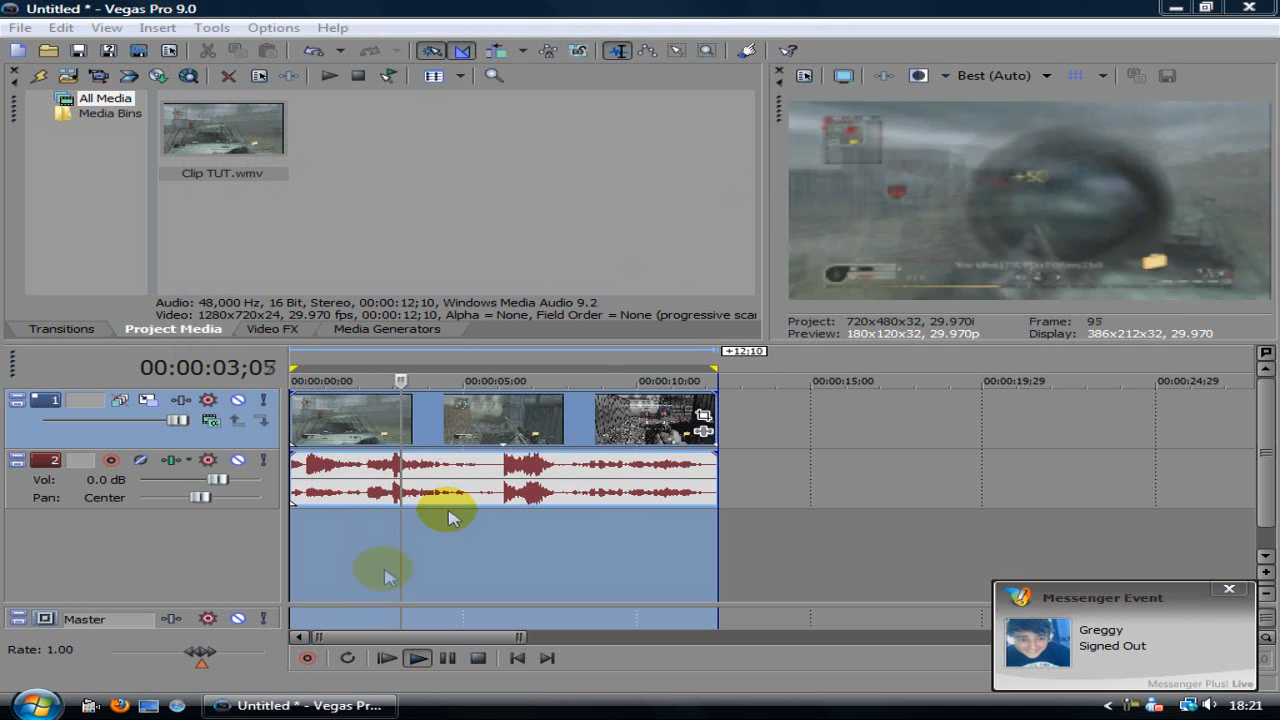 Untitled * - Vegas Pro 9.0
File Edit View Insert Tools Options Help
Best (Auto)
All Media
Media Bins
Clip TUT.wmv
+50
Audio: 48,000 Hz, 16 Bit, Stereo, 00:00:12;10, Windows Media Audio 9.2
Video: 1280x720x24, 29.970 fps, 00:00:12;10, Alpha = None, Field Order = None (progressive scan
Transitions Project Media Video FX Media Generators
Project: 720x480x32, 29.970i Frame: 95
Preview: 180x120x32, 29.970p Display: 386x212x32, 29.970
00:00:03;05
+12;10
00:00:00;00 00:00:05;00 00:00:10;00 00:00:15;00 00:00:19;29 00:00:24;29
1
2
Vol: 0.0 dB
Pan: Center
Master
Rate: 1.00
Messenger Event
Greggy
Signed Out
Messenger Plus! Live
Untitled * - Vegas Pr...
18:21